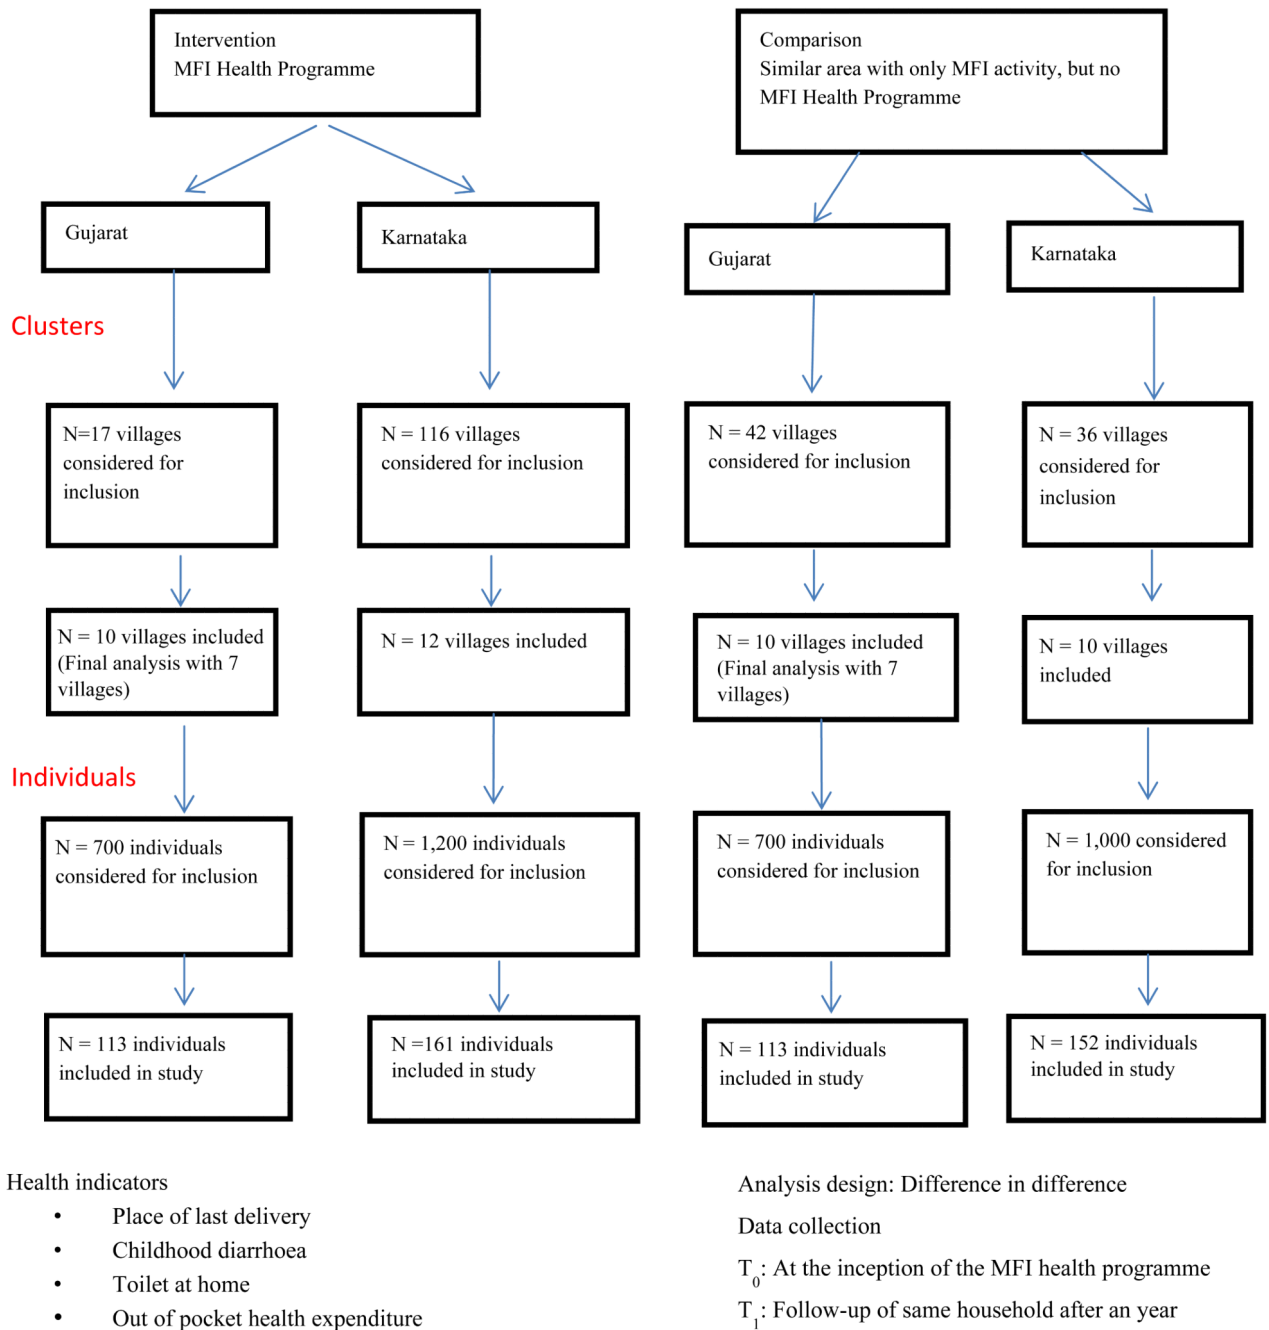 Intervention
MFI Health Programme
Comparison
Similar area with only MFI activity, but no
MFI Health Programme
Gujarat
Karnataka
Gujarat
Karnataka
Clusters
N=17 villages
considered for
inclusion
N = 116 villages
considered for inclusion
N = 42 villages
considered for inclusion
N = 36 villages
considered for
inclusion
N = 10 villages included
(Final analysis with 7
villages)
N = 12 villages included
N = 10 villages included
(Final analysis with 7
villages)
N = 10 villages
included
Individuals
N = 700 individuals
considered for inclusion
N = 1,200 individuals
considered for inclusion
N = 700 individuals
considered for inclusion
N = 1,000 considered
for inclusion
N = 113 individuals
included in study
N =161 individuals
included in study
N = 113 individuals
included in study
N = 152 individuals
included in study
Health indicators
• Place of last delivery
• Childhood diarrhoea
• Toilet at home
• Out of pocket health expenditure
Analysis design: Difference in difference
Data collection
T0: At the inception of the MFI health programme
T1: Follow-up of same household after an year